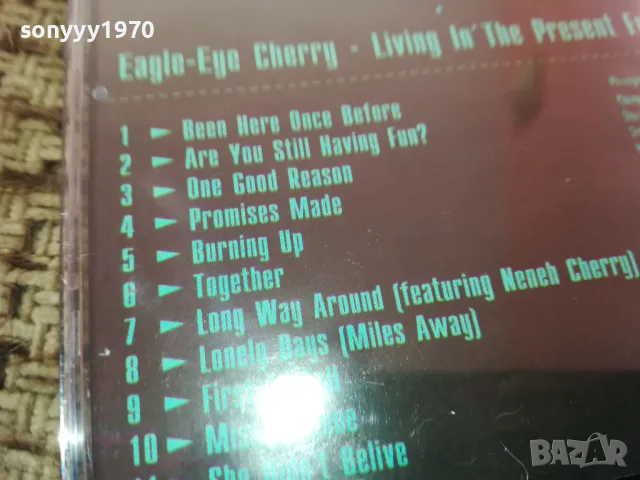 sonyyy1970
Eagle-Eye Cherry - Living In' The Present
1 ► Been Here Once Before
2 ► Are You Still Having Fun?
3 ► One Good Reason
4 ► Promises Made
5 ► Burning Up
6 ► Together
7 ► Long Way Around (featuring Neneh Cherry)
8 ► Lonely Days (Miles Away)
9 ►
10 ►
Belive
BAZAR
bg